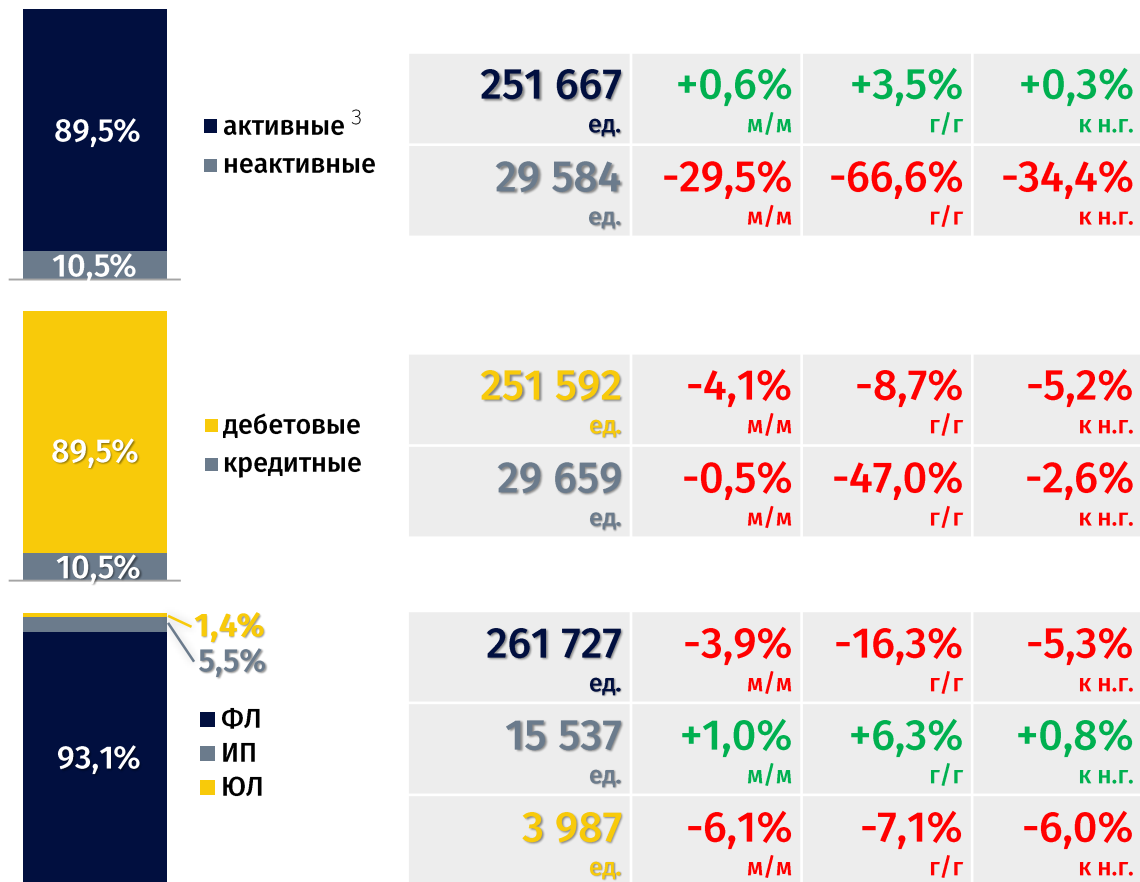 89,5%
10,5%
активные 3
неактивные
251 667 +0,6% +3,5% +0,3%
ед. м/м г/г к н.г.
29 584 -29,5% -66,6% -34,4%
ед. м/м г/г к н.г.
89,5%
10,5%
дебетовые
кредитные
251 592 -4,1% -8,7% -5,2%
ед. м/м г/г к н.г.
29 659 -0,5% -47,0% -2,6%
ед. м/м г/г к н.г.
1,4%
5,5%
93,1%
ФЛ
ИП
ЮЛ
261 727 -3,9% -16,3% -5,3%
ед. м/м г/г к н.г.
15 537 +1,0% +6,3% +0,8%
ед. м/м г/г к н.г.
3 987 -6,1% -7,1% -6,0%
ед. м/м г/г к н.г.